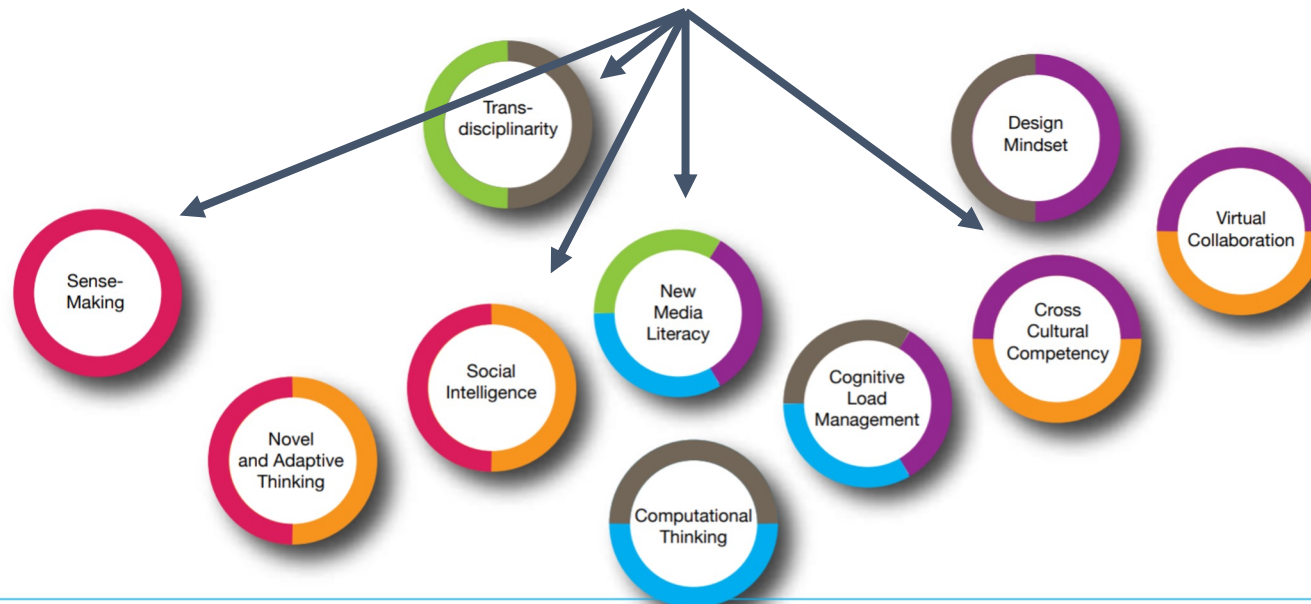 Trans-
disciplinarity
Design
Mindset
Virtual
Collaboration
Sense-
Making
New
Media
Literacy
Cross
Cultural
Competency
Social
Intelligence
Cognitive
Load
Management
Novel
and Adaptive
Thinking
Computational
Thinking